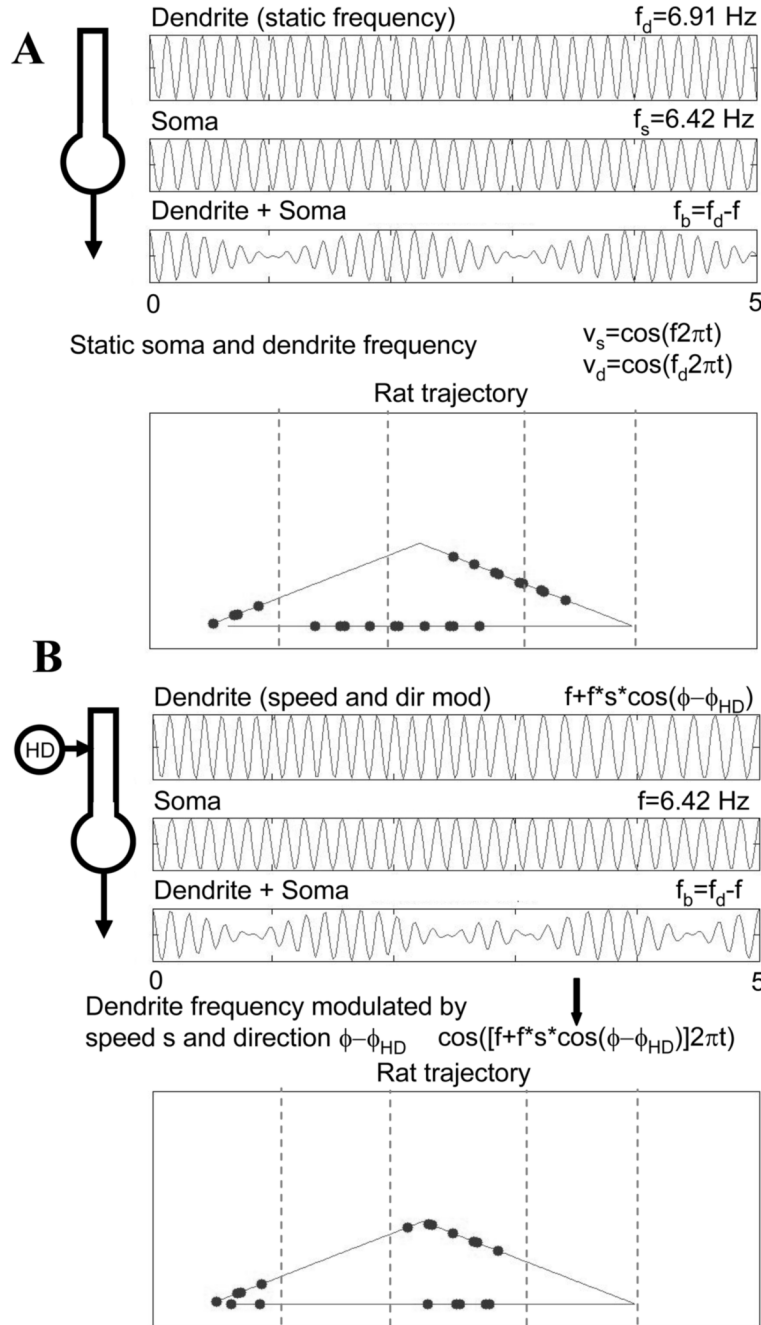 A
Dendrite (static frequency) f_d=6.91 Hz
Soma f_s=6.42 Hz
Dendrite + Soma f_b=f_d-f
0 5
Static soma and dendrite frequency
v_s=cos(f2πt)
v_d=cos(f_d2πt)
Rat trajectory
B
Dendrite (speed and dir mod) f+f*s*cos(ϕ−ϕ_HD)
HD
Soma f=6.42 Hz
Dendrite + Soma f_b=f_d-f
0 5
Dendrite frequency modulated by
speed s and direction ϕ−ϕ_HD cos([f+f*s*cos(ϕ−ϕ_HD)]2πt)
Rat trajectory